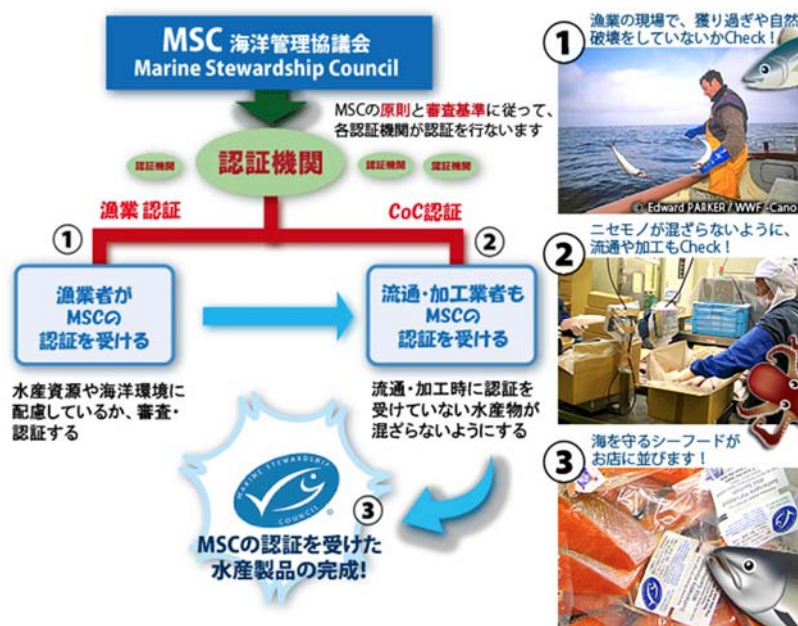 MSC 海洋管理協議会
Marine Stewardship Council
MSCの原則と審査基準に従って、
各認証機関が認証を行ないます
認証機関
認証機関
認証機関
認証機関
漁業 認証
CoC認証
①
②
漁業者が
MSCの
認証を受ける
流通・加工業者も
MSCの
認証を受ける
水産資源や海洋環境に
配慮しているか、審査・
認証する
流通・加工時に認証を
受けていない水産物が
混ざらないようにする
MARINE STEWARDSHIP
COUNCIL
③
MSCの認証を受けた
水産製品の完成!
①
漁業の現場で、獲り過ぎや自然
破壊をしていないかCheck!
© Edward PARKER / WWF-Cano
②
ニセモノが混ざらないように、
流通や加工もCheck!
③
海を守るシーフードが
お店に並びます!